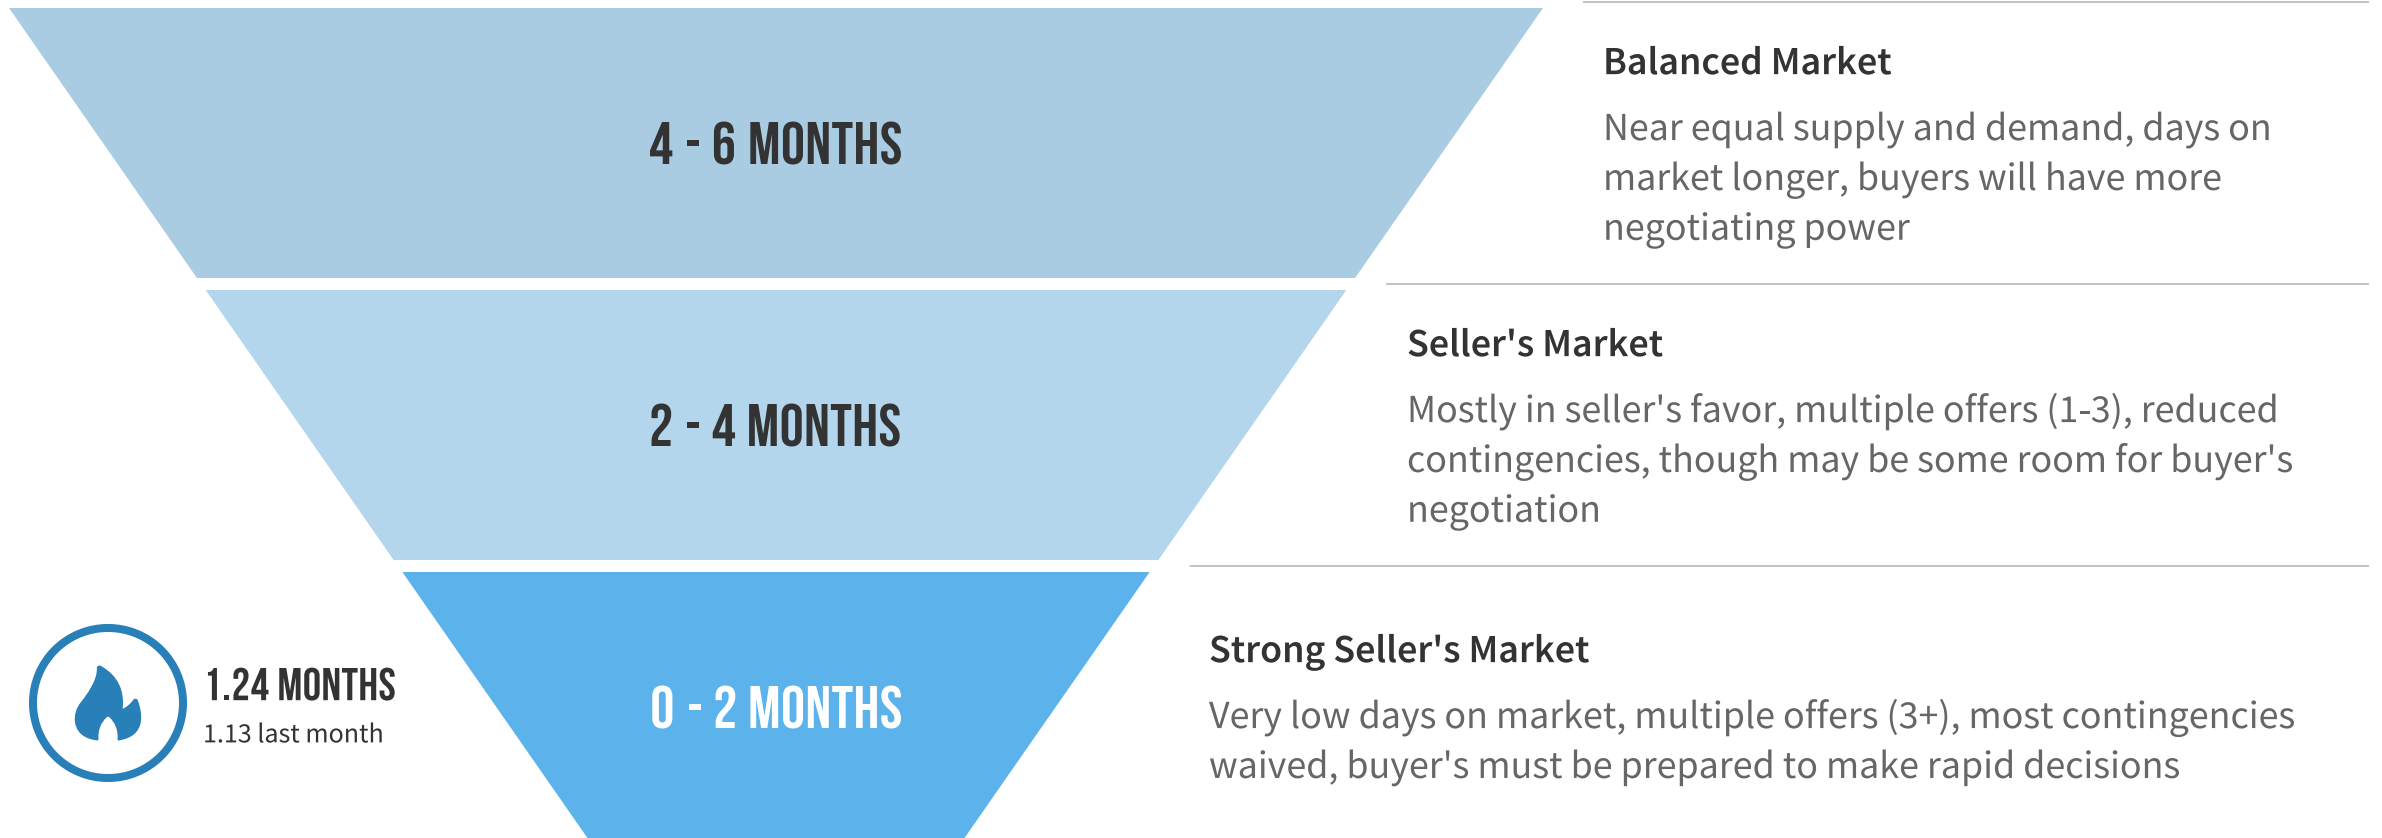 4 - 6 MONTHS
Balanced Market
Near equal supply and demand, days on
market longer, buyers will have more
negotiating power
2 - 4 MONTHS
Seller's Market
Mostly in seller's favor, multiple offers (1-3), reduced
contingencies, though may be some room for buyer's
negotiation
1.24 MONTHS
1.13 last month
0 - 2 MONTHS
Strong Seller's Market
Very low days on market, multiple offers (3+), most contingencies
waived, buyer's must be prepared to make rapid decisions